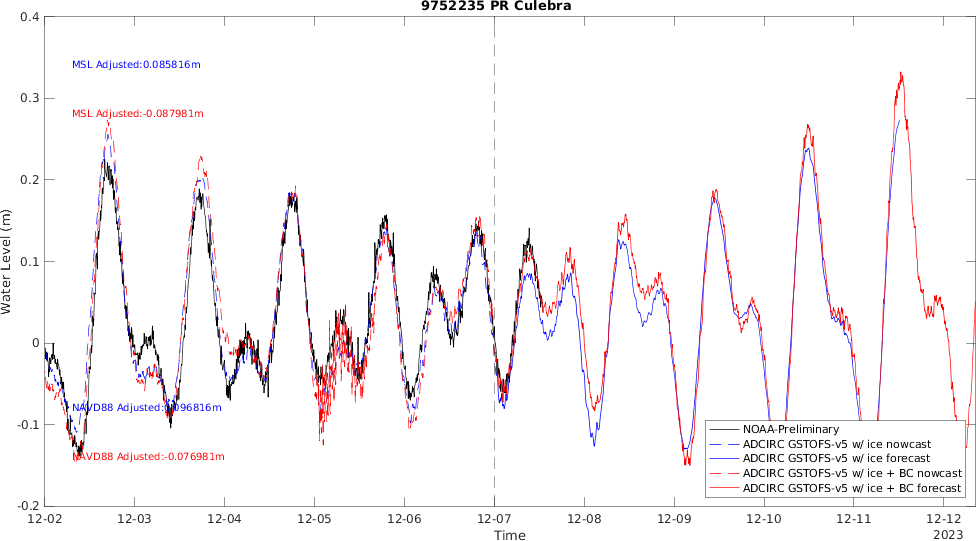 9752235 PR Culebra
0.4
0.3
0.2
0.1
0
-0.1
-0.2
Water Level (m)
MSL Adjusted:0.085816m
MSL Adjusted:-0.087981m
NAVD88 Adjusted:0.096816m
NAVD88 Adjusted:-0.076981m
NOAA-Preliminary
ADCIRC GSTOFS-v5 w/ ice nowcast
ADCIRC GSTOFS-v5 w/ ice forecast
ADCIRC GSTOFS-v5 w/ ice + BC nowcast
ADCIRC GSTOFS-v5 w/ ice + BC forecast
12-02 12-03 12-04 12-05 12-06 12-07 12-08 12-09 12-10 12-11 12-12
Time
2023